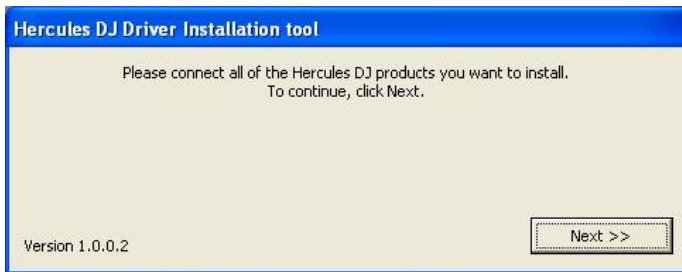 Hercules DJ Driver Installation tool
Please connect all of the Hercules DJ products you want to install.
To continue, click Next.
Version 1.0.0.2
Next >>